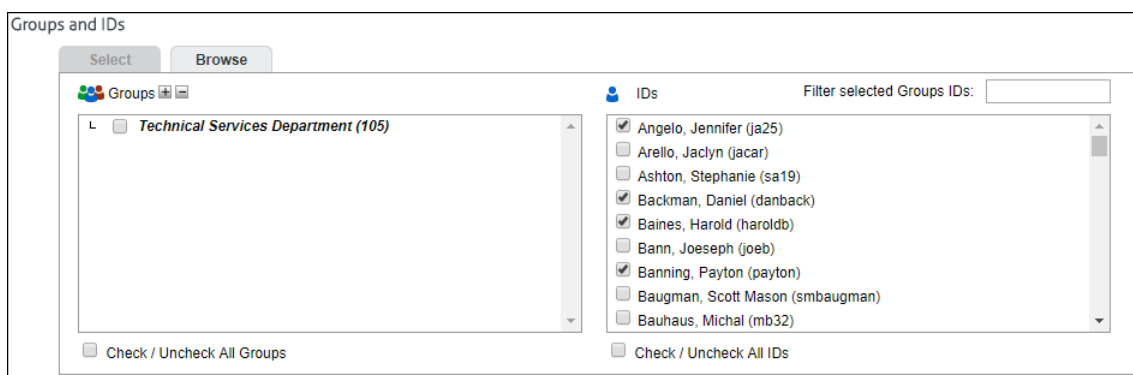 Groups and IDs
Select
Browse
Groups
Technical Services Department (105)
Check / Uncheck All Groups
IDs
Filter selected Groups IDs:
Angelo, Jennifer (ja25)
Arello, Jaclyn (jacar)
Ashton, Stephanie (sa19)
Backman, Daniel (danback)
Baines, Harold (haroldb)
Bann, Joeseph (joeb)
Banning, Payton (payton)
Baugman, Scott Mason (smbaugman)
Bauhaus, Michal (mb32)
Check / Uncheck All IDs